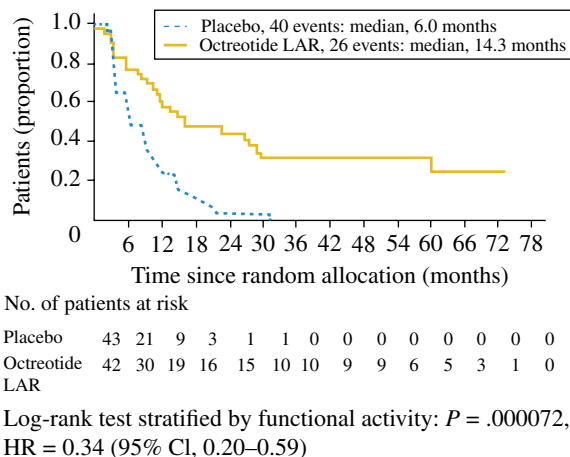 Placebo, 40 events: median, 6.0 months
Octreotide LAR, 26 events: median, 14.3 months
Patients (proportion)
1.0
0.8
0.6
0.4
0.2
0
6 12 18 24 30 36 42 48 54 60 66 72 78
Time since random allocation (months)
No. of patients at risk
Placebo 43 21 9 3 1 1 0 0 0 0 0 0 0 0
Octreotide LAR 42 30 19 16 15 10 10 9 9 6 5 3 1 0
Log-rank test stratified by functional activity: P = .000072,
HR = 0.34 (95% Cl, 0.20–0.59)